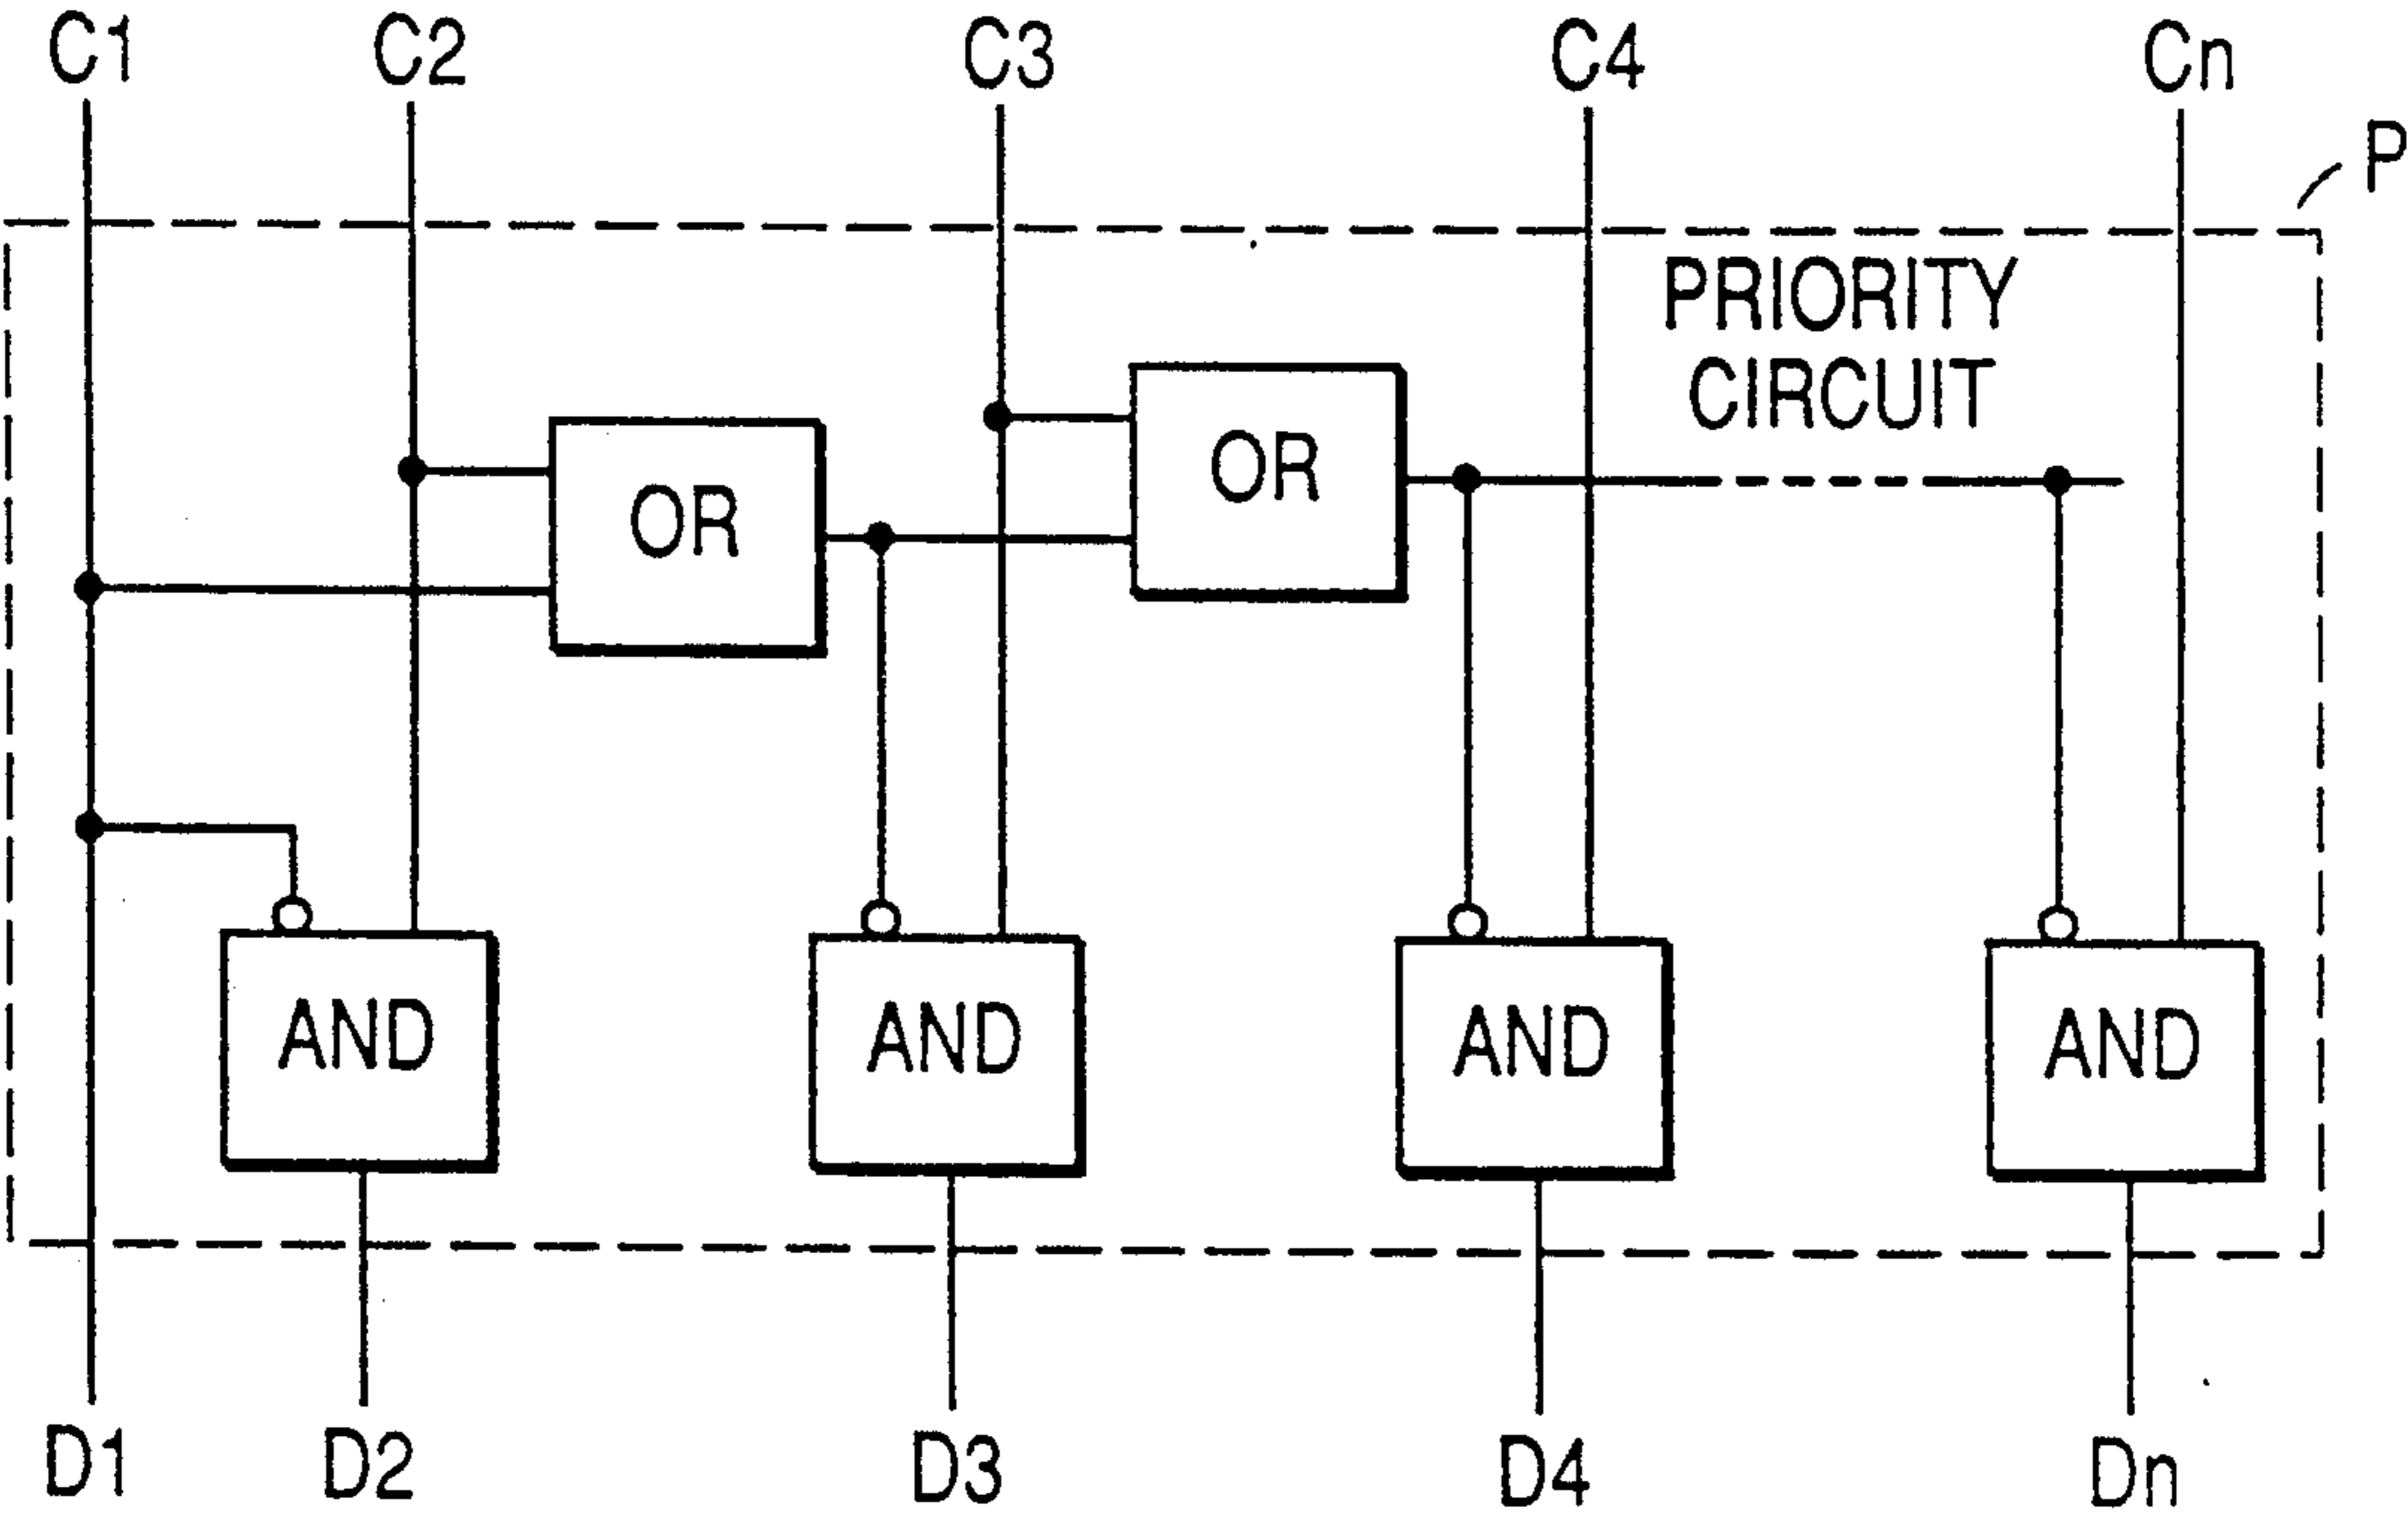 C1 C2 C3 C4 Cn
P
PRIORITY
CIRCUIT
OR OR
AND AND AND AND
D1 D2 D3 D4 Dn